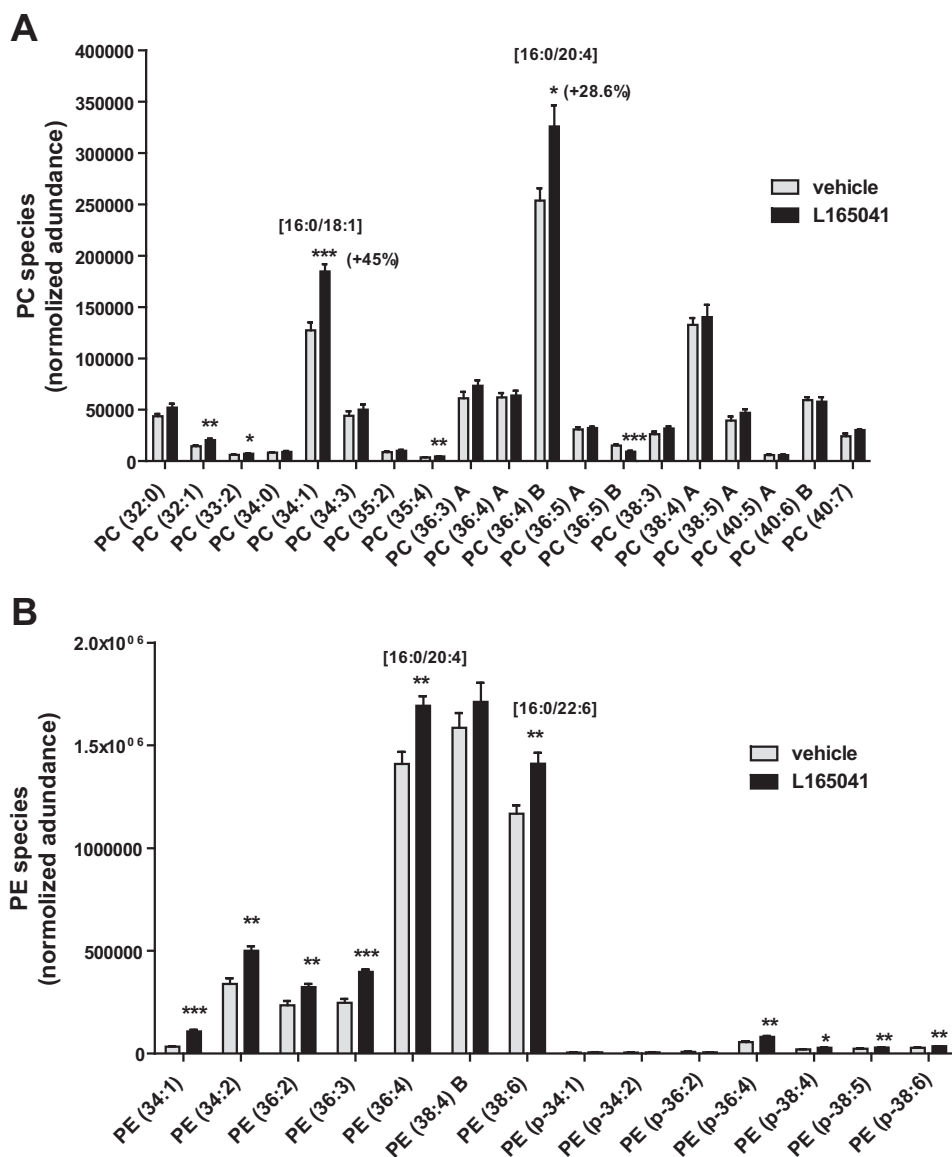 A
PC species
(normolized adundance)
400000
350000
300000
250000
200000
150000
100000
50000
0
[16:0/20:4]
* (+28.6%)
[16:0/18:1]
*** (+45%)
** * ** ***
vehicle
L165041
PC (32:0)
PC (32:1)
PC (33:2)
PC (34:0)
PC (34:1)
PC (34:3)
PC (35:2)
PC (35:4)
PC (36:3) A
PC (36:4) A
PC (36:4) B
PC (36:5) A
PC (36:5) B
PC (38:3)
PC (38:4) A
PC (38:5) A
PC (40:5) A
PC (40:6) B
PC (40:7)
B
PE species
(normolized adundance)
2.0x10^06
1.5x10^06
1000000
500000
0
[16:0/20:4]
**
[16:0/22:6]
**
*** ** ** *** ** * ** **
vehicle
L165041
PE (34:1)
PE (34:2)
PE (36:2)
PE (36:3)
PE (36:4)
PE (38:4) B
PE (38:6)
PE (p-34:1)
PE (p-34:2)
PE (p-36:2)
PE (p-36:4)
PE (p-38:4)
PE (p-38:5)
PE (p-38:6)